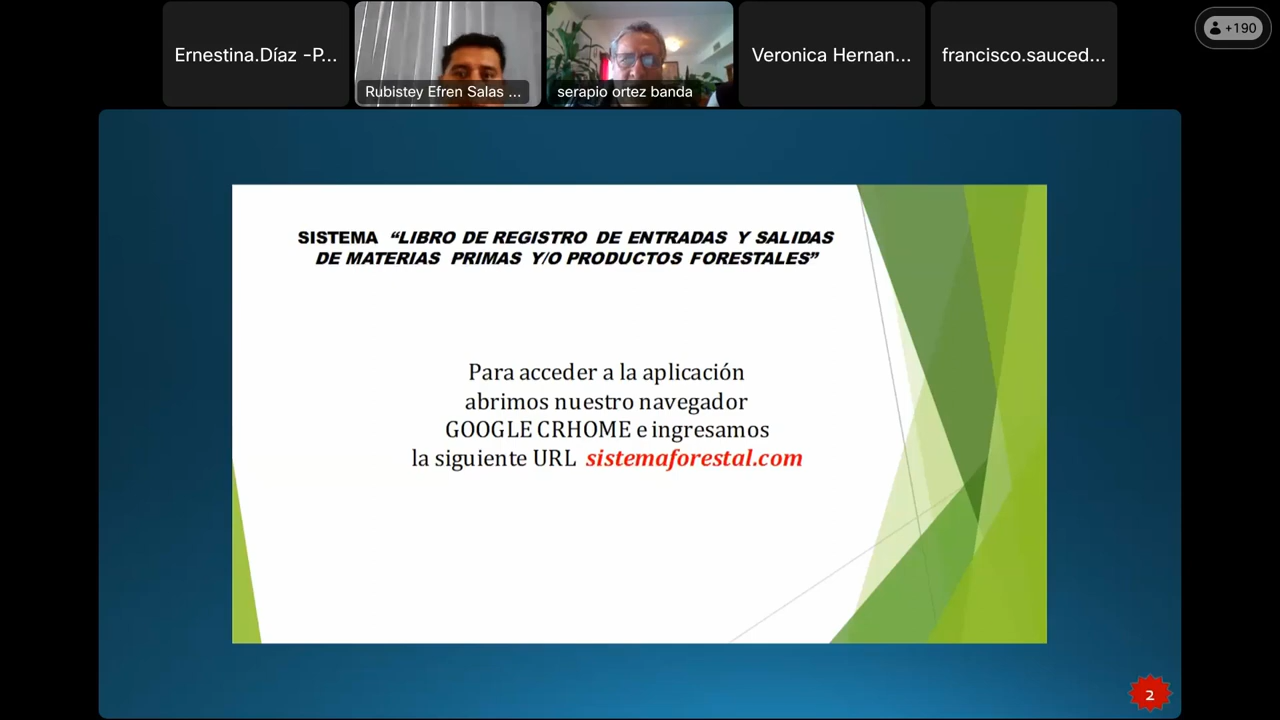 Ernestina.Díaz -P...
Rubistey Efren Salas ...
serapio ortez banda
Veronica Hernan...
francisco.sauced...
+190
SISTEMA “LIBRO DE REGISTRO DE ENTRADAS Y SALIDAS
DE MATERIAS PRIMAS Y/O PRODUCTOS FORESTALES”
Para acceder a la aplicación
abrimos nuestro navegador
GOOGLE CRHOME e ingresamos
la siguiente URL sistemaforestal.com
2